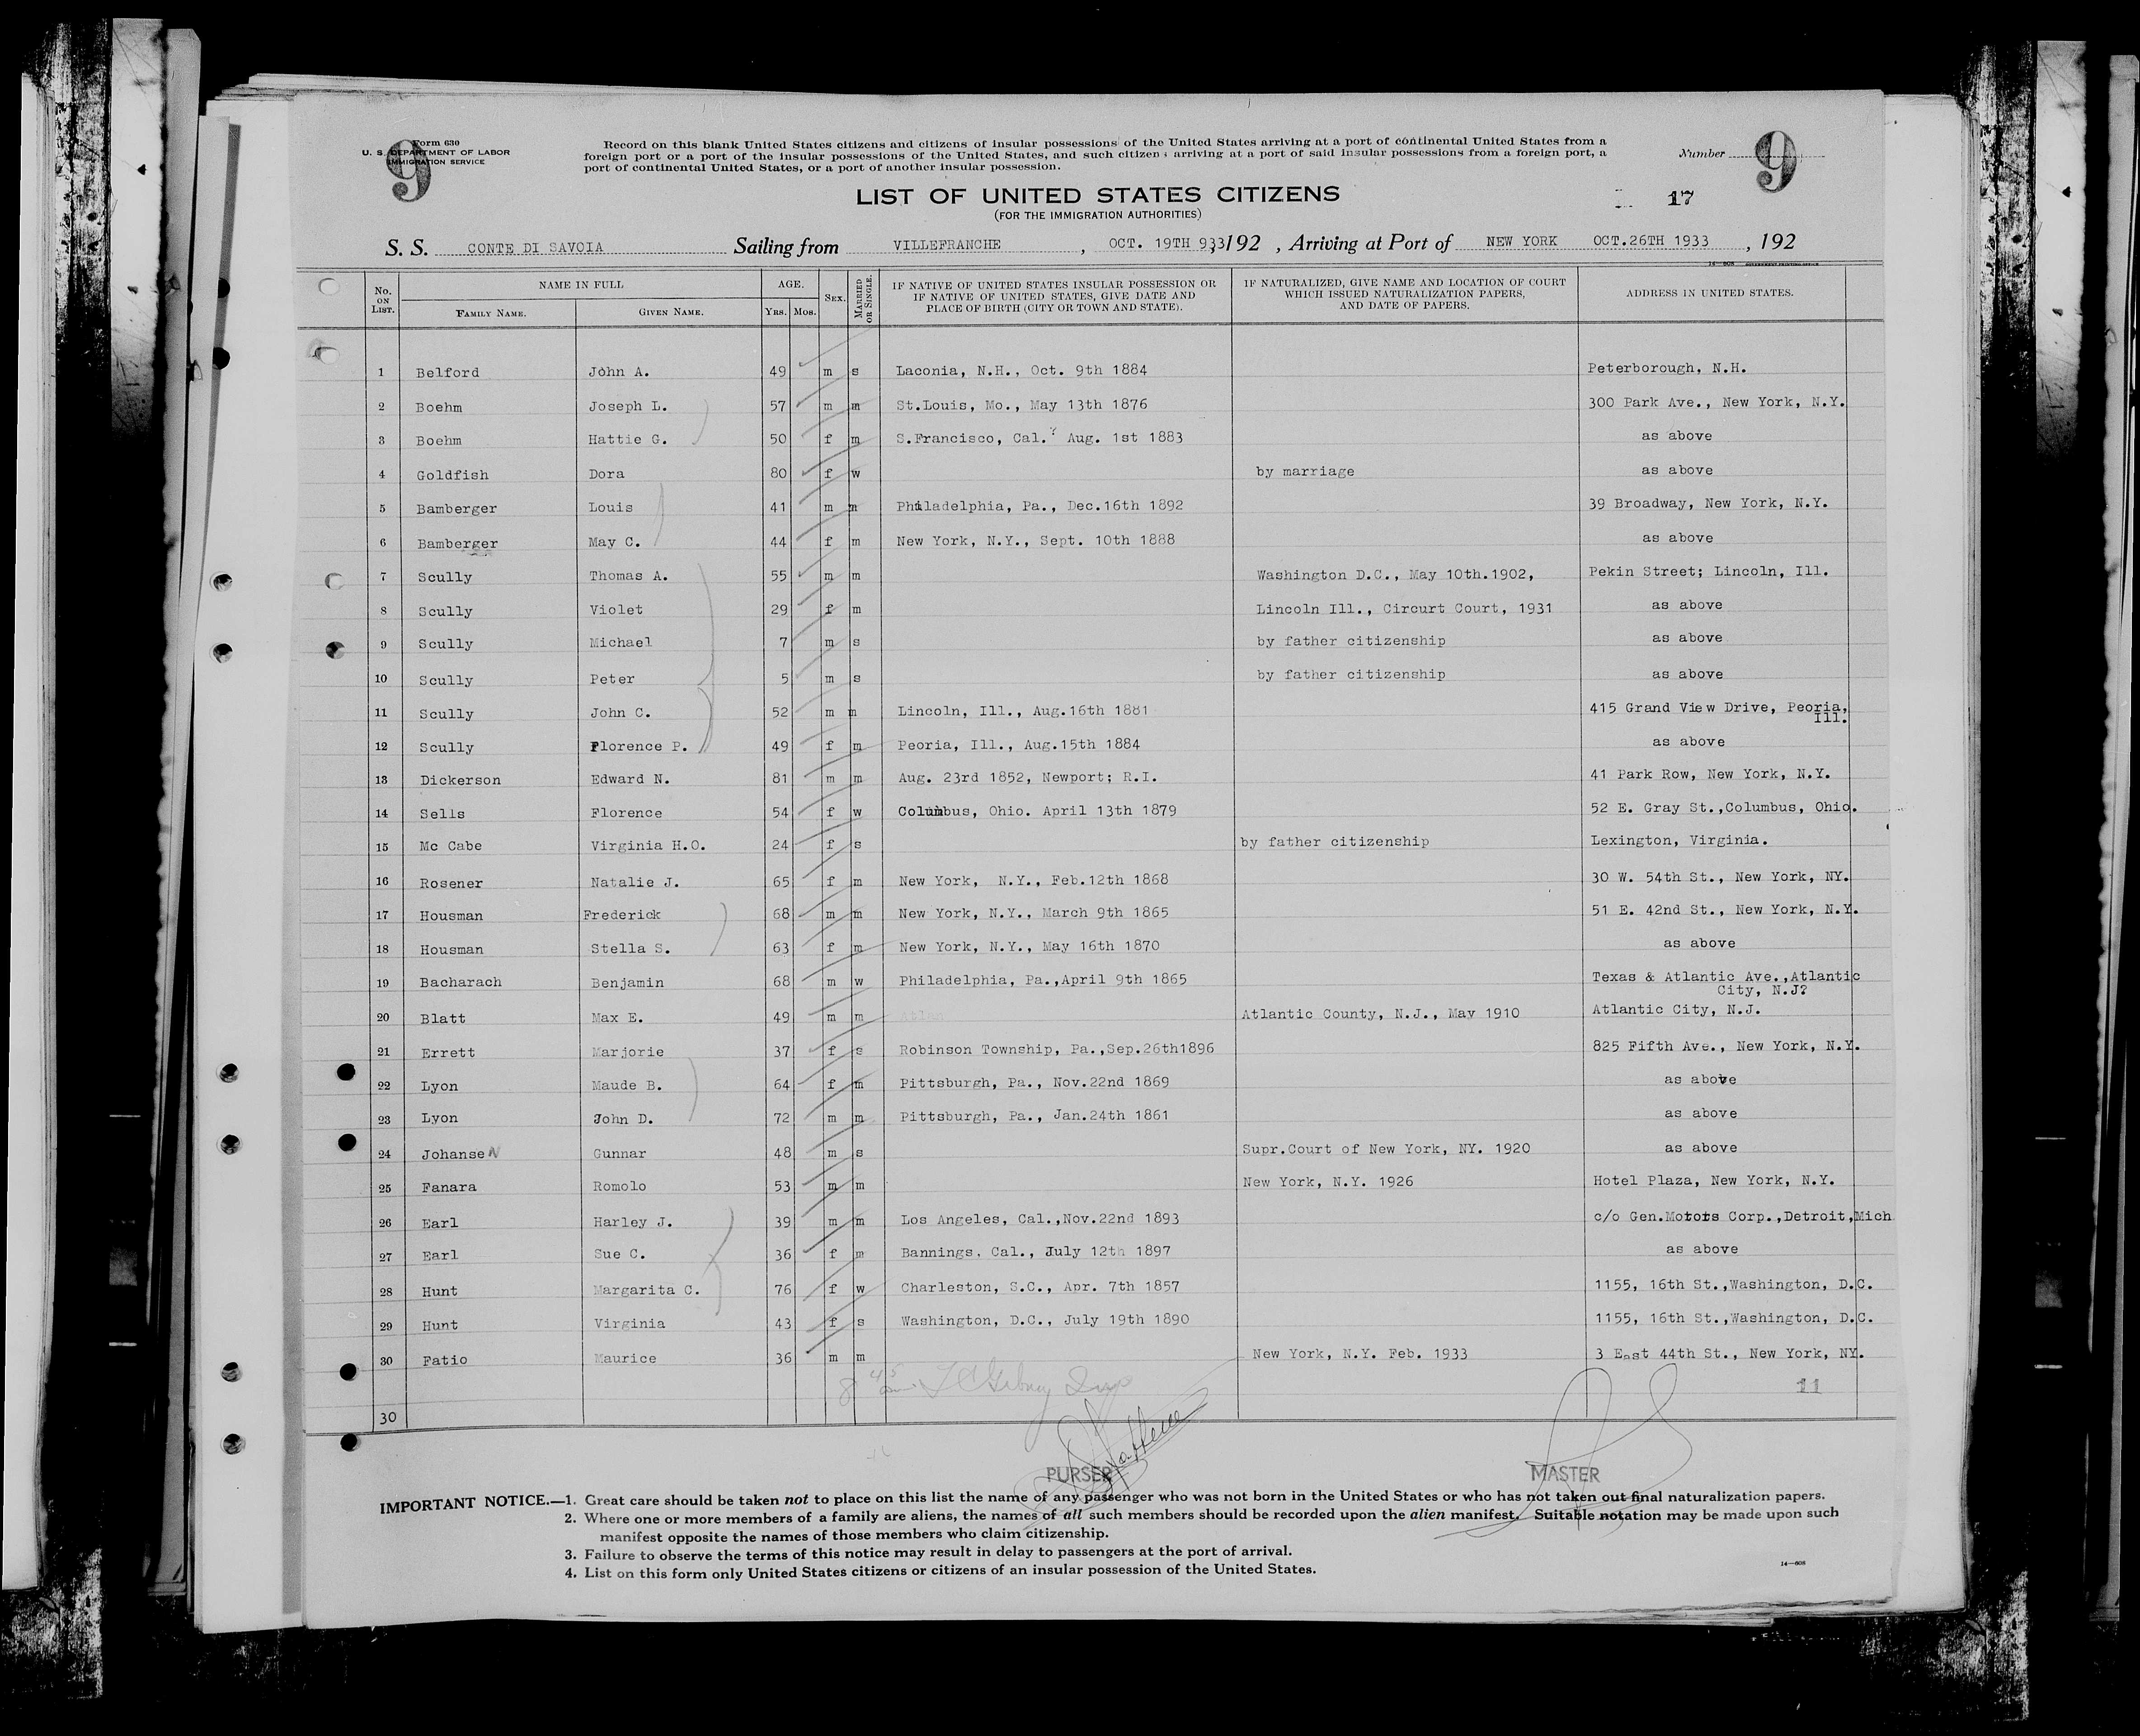 9
Form 630
U. S. DEPARTMENT OF LABOR
IMMIGRATION SERVICE
Record on this blank United States citizens and citizens of insular possessions of the United States arriving at a port of continental United States from a
foreign port or a port of the insular possessions of the United States, and such citizens arriving at a port of said insular possessions from a foreign port, a
port of continental United States, or a port of another insular possession.
Number 9
LIST OF UNITED STATES CITIZENS
(FOR THE IMMIGRATION AUTHORITIES)
17
S. S. CONTE DI SAVOIA Sailing from VILLEFRANCHE , OCT. 19TH 933/192 , Arriving at Port of NEW YORK OCT.26TH 1933 , 192
14—608 GOVERNMENT PRINTING OFFICE
No. ON LIST. NAME IN FULL AGE. SEX. MARRIED OR SINGLE. IF NATIVE OF UNITED STATES INSULAR POSSESSION OR IF NATIVE OF UNITED STATES, GIVE DATE AND PLACE OF BIRTH (CITY OR TOWN AND STATE). IF NATURALIZED, GIVE NAME AND LOCATION OF COURT WHICH ISSUED NATURALIZATION PAPERS, AND DATE OF PAPERS. ADDRESS IN UNITED STATES.
FAMILY NAME. GIVEN NAME. YRS. MOS.
1 Belford John A. 49 m s Laconia, N.H., Oct. 9th 1884 Peterborough, N.H.
2 Boehm Joseph L. 57 m m St.Louis, Mo., May 13th 1876 300 Park Ave., New York, N.Y.
3 Boehm Hattie G. 50 f m S.Francisco, Cal.? Aug. 1st 1883 as above
4 Goldfish Dora 80 f w by marriage as above
5 Bamberger Louis 41 m m Philadelphia, Pa., Dec.16th 1892 39 Broadway, New York, N.Y.
6 Bamberger May C. 44 f m New York, N.Y., Sept. 10th 1888 as above
7 Scully Thomas A. 55 m m Washington D.C., May 10th.1902, Pekin Street; Lincoln, Ill.
8 Scully Violet 29 f m Lincoln Ill., Circurt Court, 1931 as above
9 Scully Michael 7 m s by father citizenship as above
10 Scully Peter 5 m s by father citizenship as above
11 Scully John C. 52 m m Lincoln, Ill., Aug.16th 1881 415 Grand View Drive, Peoria,
Ill.
12 Scully Florence P. 49 f m Peoria, Ill., Aug.15th 1884 as above
13 Dickerson Edward N. 81 m m Aug. 23rd 1852, Newport; R.I. 41 Park Row, New York, N.Y.
14 Sells Florence 54 f w Columbus, Ohio. April 13th 1879 52 E. Gray St.,Columbus, Ohio.
15 Mc Cabe Virginia H.O. 24 f s by father citizenship Lexington, Virginia.
16 Rosener Natalie J. 65 f m New York, N.Y., Feb.12th 1868 30 W. 54th St., New York, NY.
17 Housman Frederick 68 m m New York, N.Y., March 9th 1865 51 E. 42nd St., New York, N.Y.
18 Housman Stella S. 63 f m New York, N.Y., May 16th 1870 as above
19 Bacharach Benjamin 68 m w Philadelphia, Pa.,April 9th 1865 Texas & Atlantic Ave.,Atlantic
City, N.J?
20 Blatt Max E. 49 m m Atlan Atlantic County, N.J., May 1910 Atlantic City, N.J.
21 Errett Marjorie 37 f s Robinson Township, Pa.,Sep.26th1896 825 Fifth Ave., New York, N.Y.
22 Lyon Maude B. 64 f m Pittsburgh, Pa., Nov.22nd 1869 as above
23 Lyon John D. 72 m m Pittsburgh, Pa., Jan.24th 1861 as above
24 JohanseN Gunnar 48 m s Supr.Court of New York, NY. 1920 as above
25 Fanara Romolo 53 m m New York, N.Y. 1926 Hotel Plaza, New York, N.Y.
26 Earl Harley J. 39 m m Los Angeles, Cal.,Nov.22nd 1893 c/o Gen.Motors Corp.,Detroit,Mich
27 Earl Sue C. 36 f m Bannings, Cal., July 12th 1897 as above
28 Hunt Margarita C. 76 f w Charleston, S.C., Apr. 7th 1857 1155, 16th St.,Washington, D.C.
29 Hunt Virginia 43 f s Washington, D.C., July 19th 1890 1155, 16th St.,Washington, D.C.
30 Fatio Maurice 36 m m New York, N.Y. Feb. 1933 3 East 44th St., New York, NY.
11
30
PURSER MASTER
IMPORTANT NOTICE.—1. Great care should be taken not to place on this list the name of any passenger who was not born in the United States or who has not taken out final naturalization papers.
2. Where one or more members of a family are aliens, the names of all such members should be recorded upon the alien manifest. Suitable notation may be made upon such
manifest opposite the names of those members who claim citizenship.
3. Failure to observe the terms of this notice may result in delay to passengers at the port of arrival.
4. List on this form only United States citizens or citizens of an insular possession of the United States.
14—608